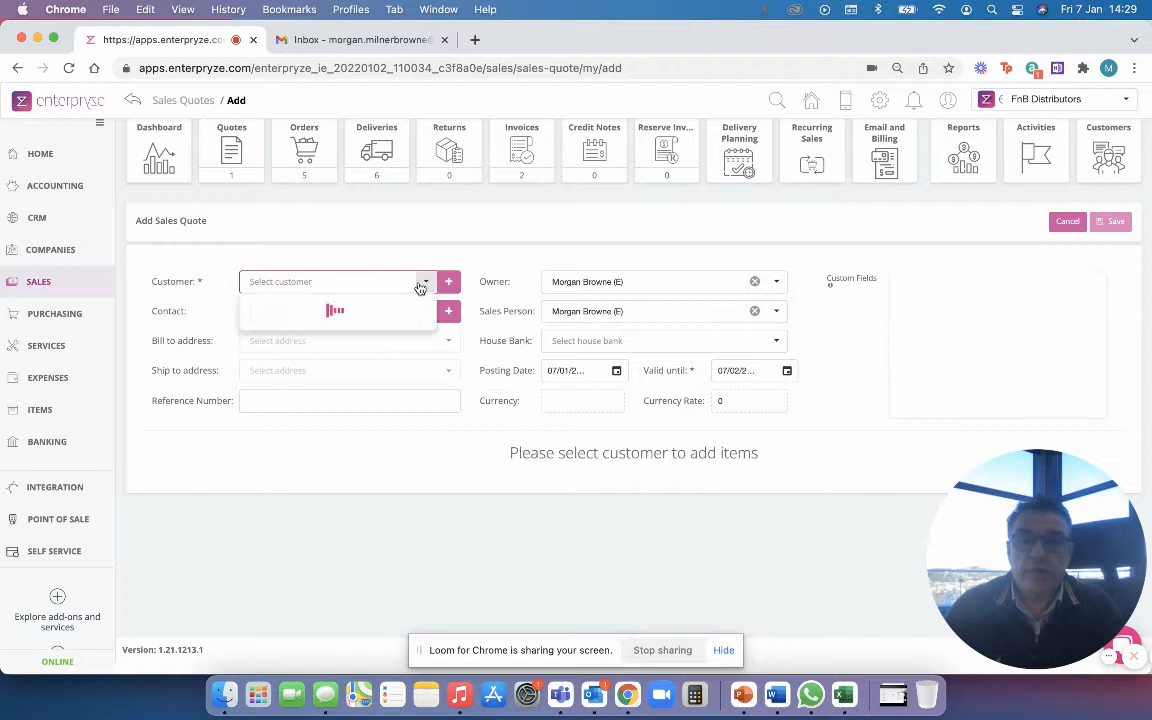 Chrome File Edit View History Bookmarks Profiles Tab Window Help
Fri 7 Jan 14:29
https://apps.enterpryze.co
Inbox - morgan.milnerbrowne@
apps.enterpryze.com/enterpryze_ie_20220102_110034_c3f8a0e/sales/sales-quote/my/add
enterpryze
Sales Quotes / Add
FnB Distributors
Dashboard
Quotes
1
Orders
5
Deliveries
6
Returns
0
Invoices
2
Credit Notes
0
Reserve Inv...
0
Delivery Planning
Recurring Sales
Email and Billing
Reports
Activities
Customers
HOME
ACCOUNTING
CRM
COMPANIES
SALES
PURCHASING
SERVICES
EXPENSES
ITEMS
BANKING
INTEGRATION
POINT OF SALE
SELF SERVICE
Explore add-ons and
services
ONLINE
Add Sales Quote
Cancel
Save
Customer: *
Select customer
Contact:
Bill to address:
Select address
Ship to address:
Select address
Reference Number:
Owner:
Morgan Browne (E)
Sales Person:
Morgan Browne (E)
House Bank:
Select house bank
Posting Date:
07/01/2...
Valid until: *
07/02/2...
Currency:
Currency Rate:
0
Custom Fields
Please select customer to add items
Version: 1.21.1213.1
Loom for Chrome is sharing your screen.
Stop sharing
Hide